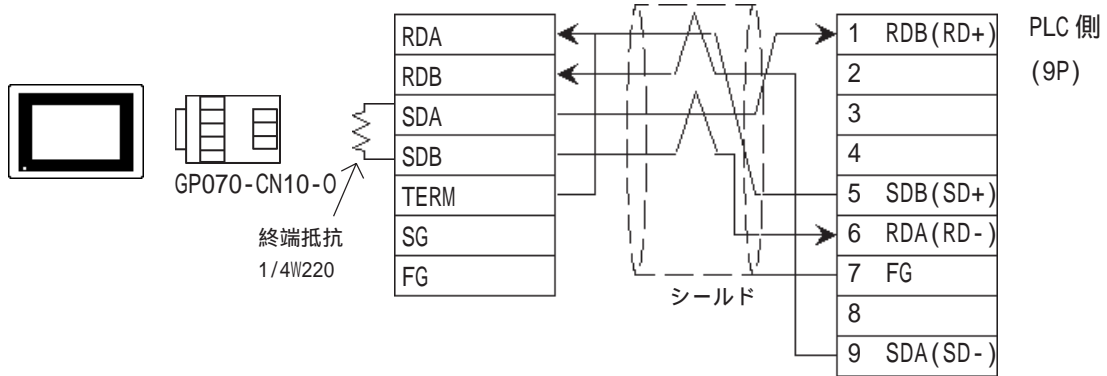 RDA
RDB
SDA
SDB
TERM
SG
FG
GP070-CN10-O
終端抵抗
1/4W220
シールド
1 RDB(RD+)
2
3
4
5 SDB(SD+)
6 RDA(RD-)
7 FG
8
9 SDA(SD-)
PLC 側
(9P)